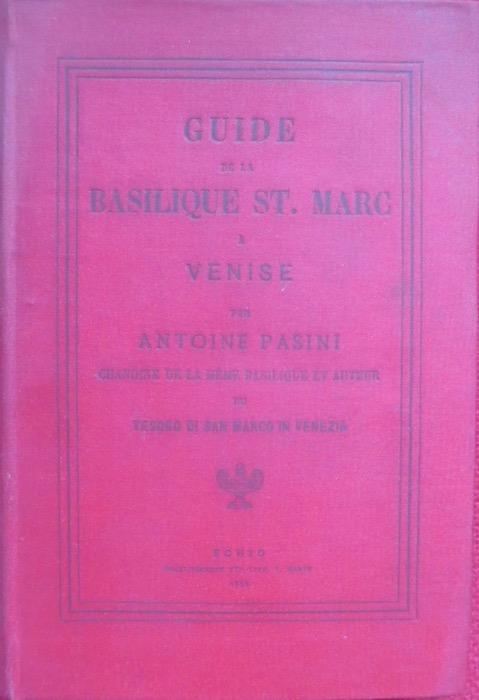 GUIDE
DE LA
BASILIQUE ST. MARC
À
VENISE
PAR
ANTOINE PASINI
CHANOINE DE LA MÊME BASILIQUE ET AUTEUR
DU
TESORO DI SAN MARCO IN VENEZIA
SCHIO